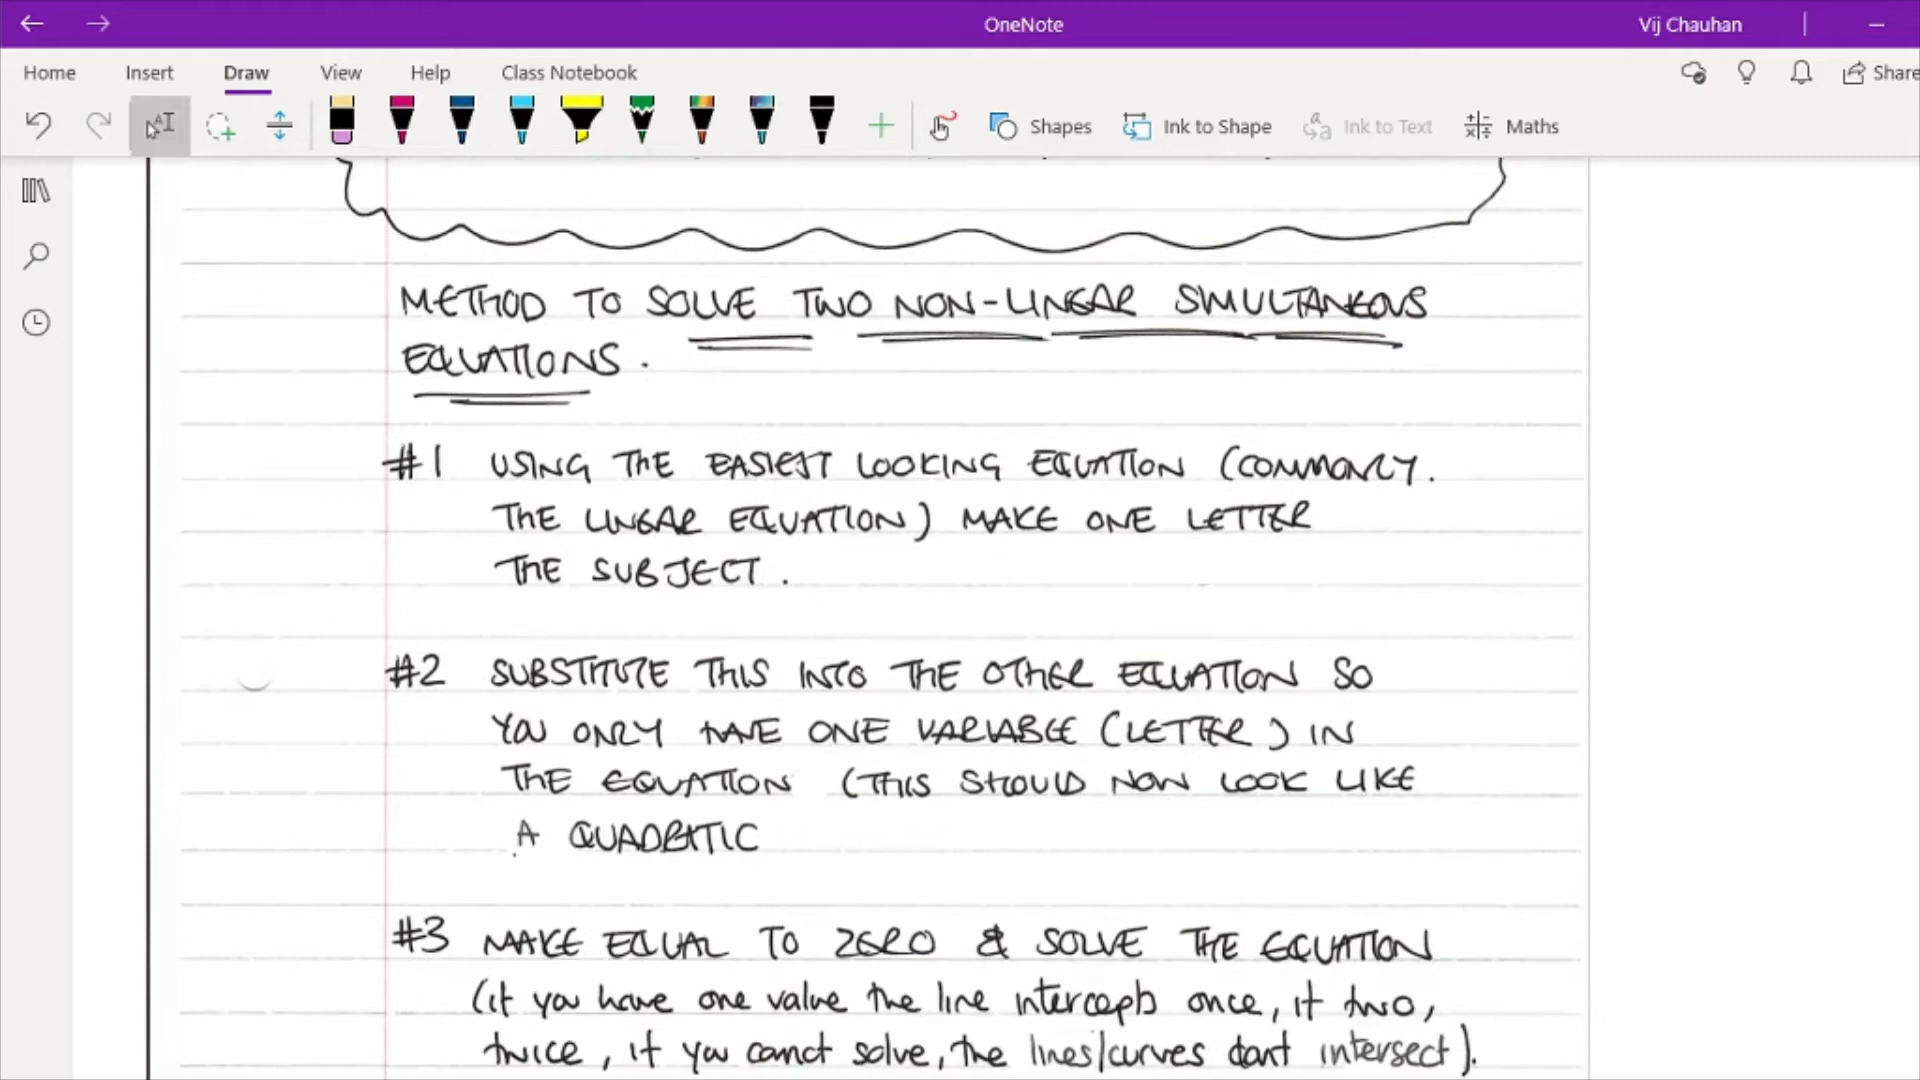 OneNote
Vij Chauhan
Home Insert Draw View Help Class Notebook
Share
Shapes Ink to Shape Ink to Text Maths
METHOD TO SOLVE TWO NON-LINEAR SIMULTANEOUS
EQUATIONS.
#1 USING THE EASIEST LOOKING EQUATION (COMMONLY.
THE LINEAR EQUATION) MAKE ONE LETTER
THE SUBJECT.
#2 SUBSTITUTE THIS INTO THE OTHER EQUATION SO
YOU ONLY HAVE ONE VARIABLE (LETTER) IN
THE EQUATION (THIS SHOULD NOW LOOK LIKE
A QUADRATIC
#3 MAKE EQUAL TO ZERO & SOLVE THE EQUATION
(if you have one value the line intercepts once, if two,
twice, if you cannot solve, the lines/curves dont intersect).